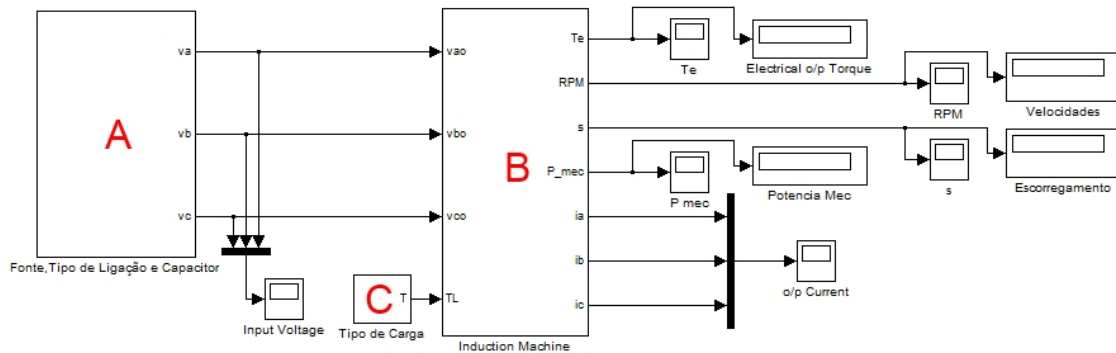 A
va
vb
vc
Fonte,Tipo de Ligação e Capacitor
Input Voltage
C
T
Tipo de Carga
B
vao
vbo
vco
TL
Te
RPM
s
P_mec
ia
ib
ic
Induction Machine
Te
Electrical o/p Torque
RPM
Velocidades
P mec
Potencia Mec
s
Escorregamento
o/p Current